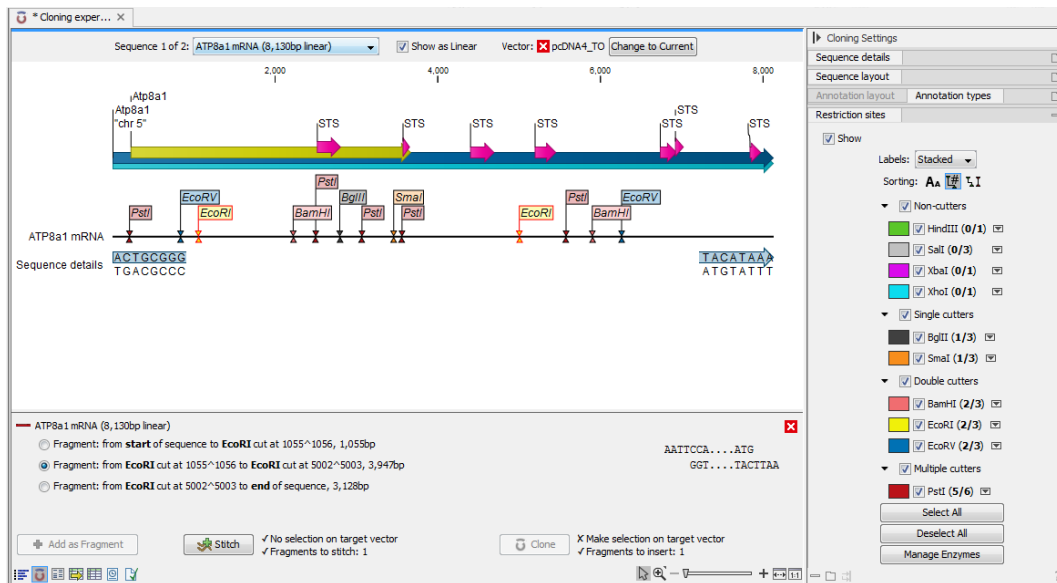 * Cloning exper...
Sequence 1 of 2: ATP8a1 mRNA (8,130bp linear) Show as Linear Vector: pcDNA4_TO Change to Current
2,000 4,000 6,000 8,000
Atp8a1
Atp8a1
"chr 5" STS STS STS STS STS STS STS
PstI
EcoRV BglII SmaI EcoRV
PstI EcoRI BamHI PstI PstI EcoRI PstI BamHI
ATP8a1 mRNA
Sequence details ACTGCGGG TACATAAA
TGACGCCC ATGTATTT
ATP8a1 mRNA (8,130bp linear)
Fragment: from start of sequence to EcoRI cut at 1055^1056, 1,055bp
Fragment: from EcoRI cut at 1055^1056 to EcoRI cut at 5002^5003, 3,947bp
Fragment: from EcoRI cut at 5002^5003 to end of sequence, 3,128bp
AATTCCA....ATG
GGT....TACTTAA
Add as Fragment
Stitch
✓No selection on target vector
✓Fragments to stitch: 1
Clone
✗ Make selection on target vector
✓Fragments to insert: 1
1:1
Cloning Settings
Sequence details
Sequence layout
Annotation layout Annotation types
Restriction sites
Show
Labels: Stacked
Sorting: AA
Non-cutters
HindIII (0/1)
SalI (0/3)
XbaI (0/1)
XhoI (0/1)
Single cutters
BglII (1/3)
SmaI (1/3)
Double cutters
BamHI (2/3)
EcoRI (2/3)
EcoRV (2/3)
Multiple cutters
PstI (5/6)
Select All
Deselect All
Manage Enzymes